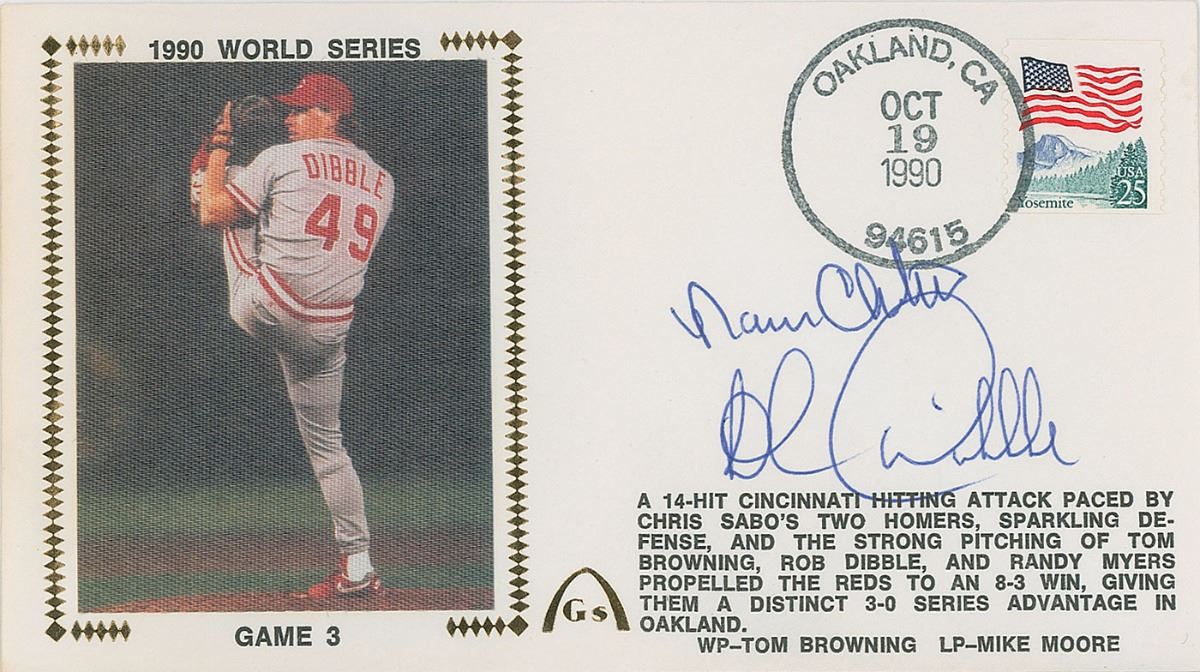 1990 WORLD SERIES
DIBBLE
49
GAME 3
OAKLAND, CA
OCT
19
1990
94615
USA
25
Yosemite
A 14-HIT CINCINNATI HITTING ATTACK PACED BY
CHRIS SABO'S TWO HOMERS, SPARKLING DE-
FENSE, AND THE STRONG PITCHING OF TOM
BROWNING, ROB DIBBLE, AND RANDY MYERS
PROPELLED THE REDS TO AN 8-3 WIN, GIVING
THEM A DISTINCT 3-0 SERIES ADVANTAGE IN
OAKLAND.
WP–TOM BROWNING LP–MIKE MOORE
Gs